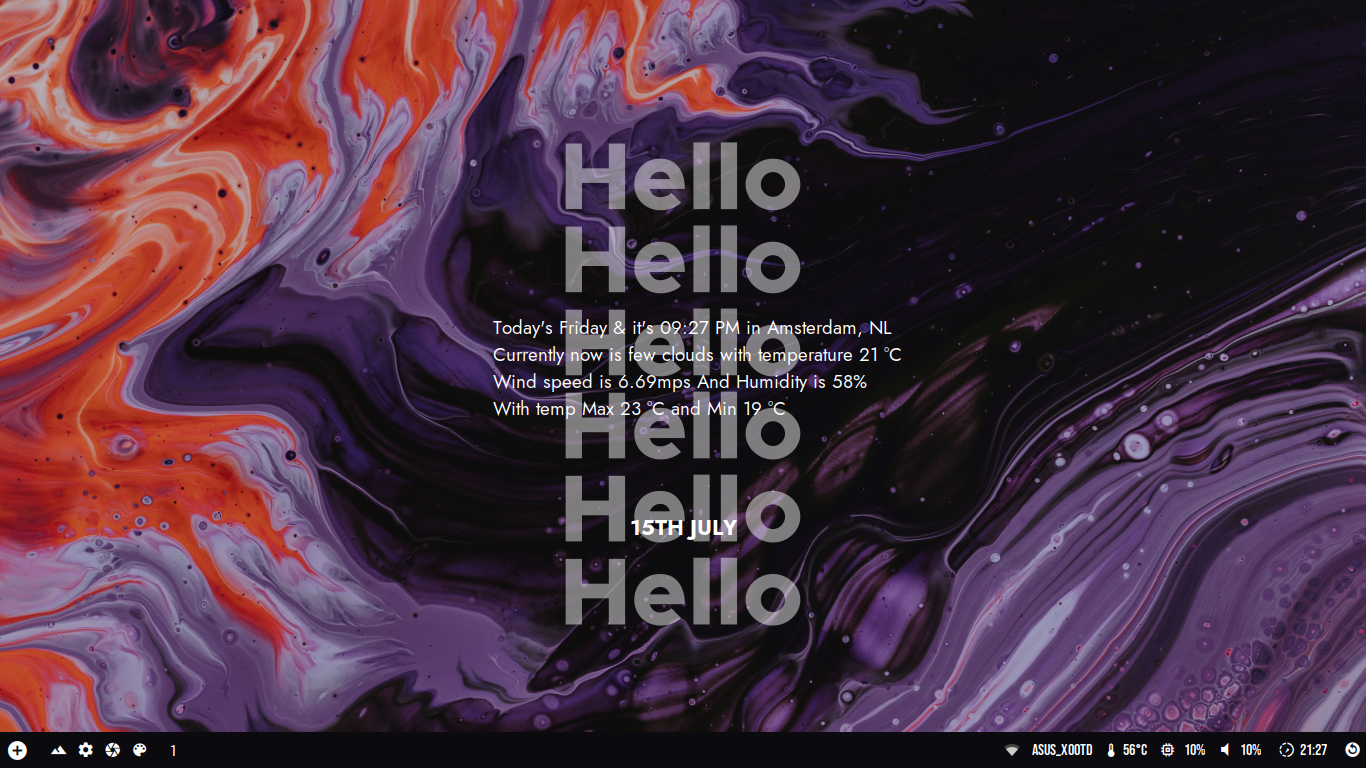 Hello
Hello
Hello
Today's Friday & it's 09:27 PM in Amsterdam, NL
Currently now is few clouds with temperature 21 °C
Wind speed is 6.69mps And Humidity is 58%
With temp Max 23 °C and Min 19 °C
Hello
Hello
15TH JULY
Hello
1 ASUS_X00TD 56°C 10% 10% 21:27